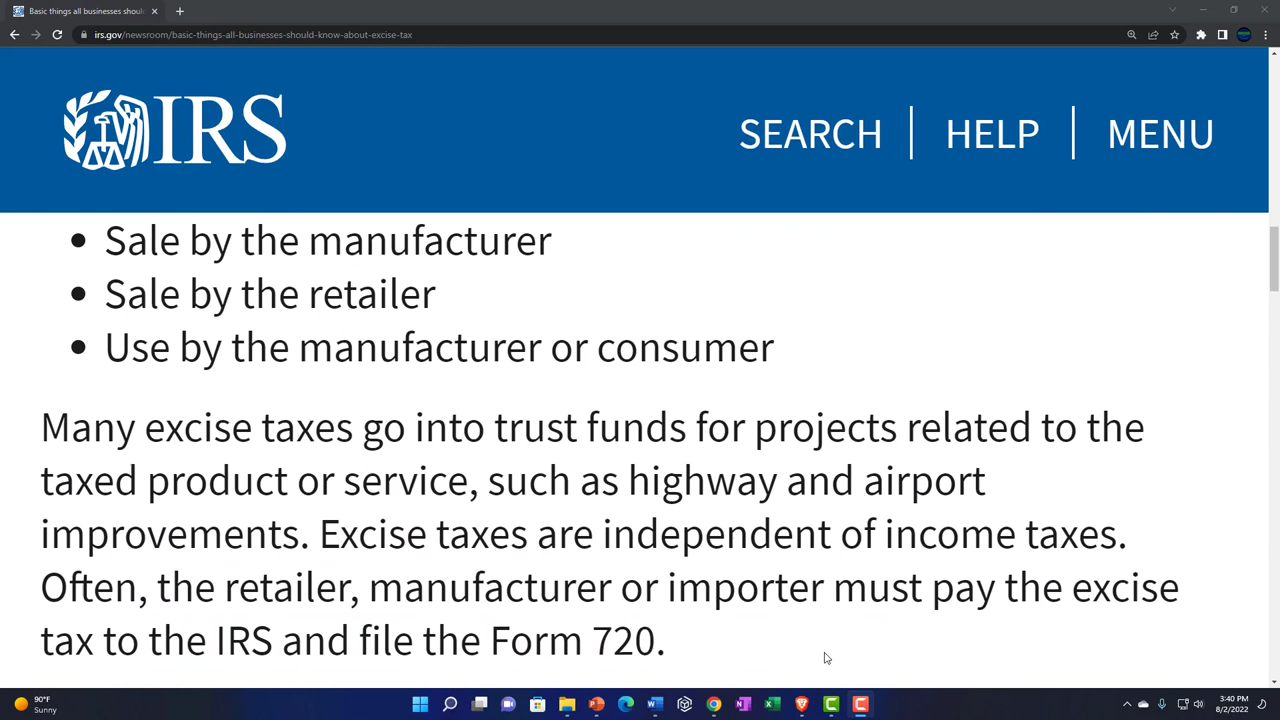 Basic things all businesses shoul
irs.gov/newsroom/basic-things-all-businesses-should-know-about-excise-tax
IRS
SEARCH
HELP
MENU
• Sale by the manufacturer
• Sale by the retailer
• Use by the manufacturer or consumer
Many excise taxes go into trust funds for projects related to the
taxed product or service, such as highway and airport
improvements. Excise taxes are independent of income taxes.
Often, the retailer, manufacturer or importer must pay the excise
tax to the IRS and file the Form 720.
90°F
Sunny
3:40 PM
8/2/2022